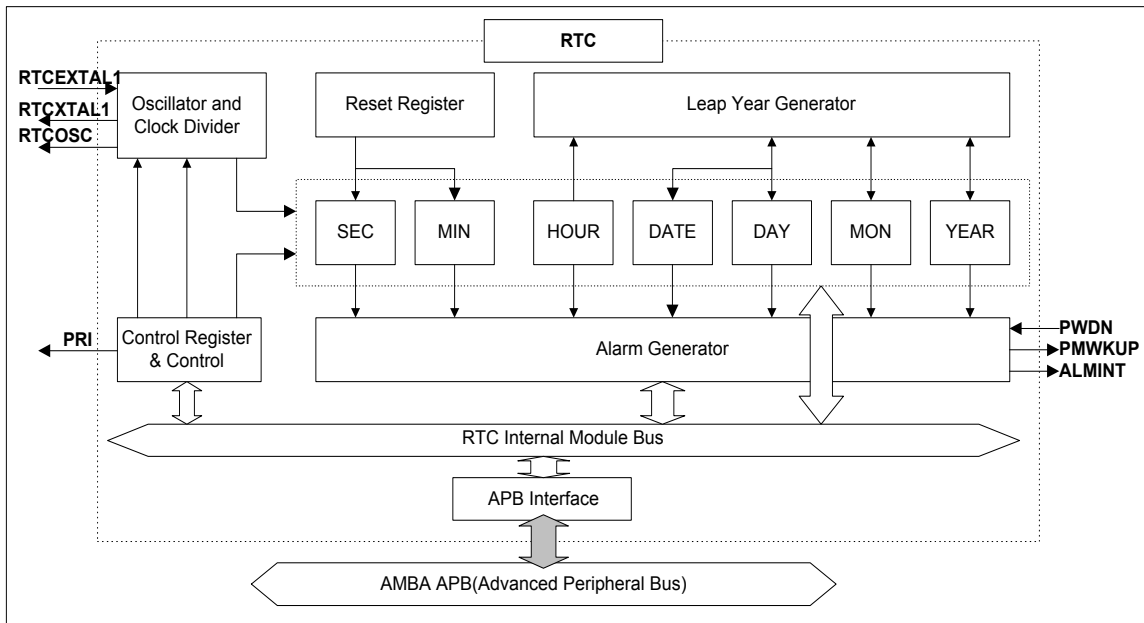 RTC
RTCEXTAL1
RTCXTAL1
RTCOSC
Oscillator and
Clock Divider
Reset Register
Leap Year Generator
SEC
MIN
HOUR
DATE
DAY
MON
YEAR
PRI
Control Register
& Control
Alarm Generator
PWDN
PMWKUP
ALMINT
RTC Internal Module Bus
APB Interface
AMBA APB(Advanced Peripheral Bus)